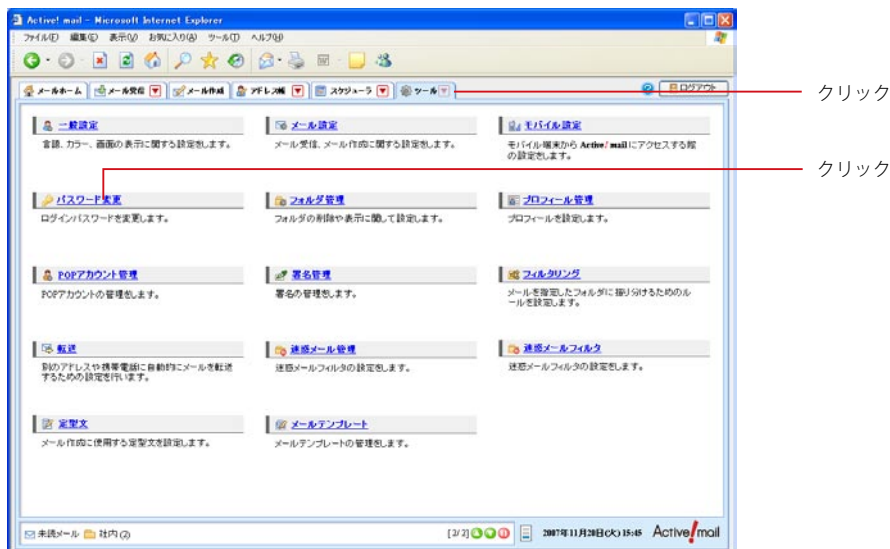 Active! mail - Microsoft Internet Explorer
ファイル(F) 編集(E) 表示(V) お気に入り(A) ツール(T) ヘルプ(H)
メールホーム メール受信 メール作成 アドレス帳 スケジューラ ツール ログアウト
クリック
一般設定 メール設定 モバイル設定
言語、カラー、画面の表示に関する設定をします。 メール受信、メール作成に関する設定をします。 モバイル端末から Active! mail にアクセスする際
の設定をします。
クリック
パスワード変更 フォルダ管理 プロフィール管理
ログインパスワードを変更します。 フォルダの削除や表示に関して設定します。 プロフィールを設定します。
POPアカウント管理 署名管理 フィルタリング
POPアカウントの管理をします。 署名の管理をします。 メールを指定したフォルダに振り分けるためのル
ールを設定します。
転送 迷惑メール管理 迷惑メールフィルタ
別のアドレスや携帯電話に自動的にメールを転送
するための設定を行います。 迷惑メールフィルタの設定をします。 迷惑メールフィルタの設定をします。
定型文 メールテンプレート
メール作成に使用する定型文を設定します。 メールテンプレートの管理をします。
未読メール 社内(2) [2/2] 2007年11月20日(火) 15:45 Active! mail